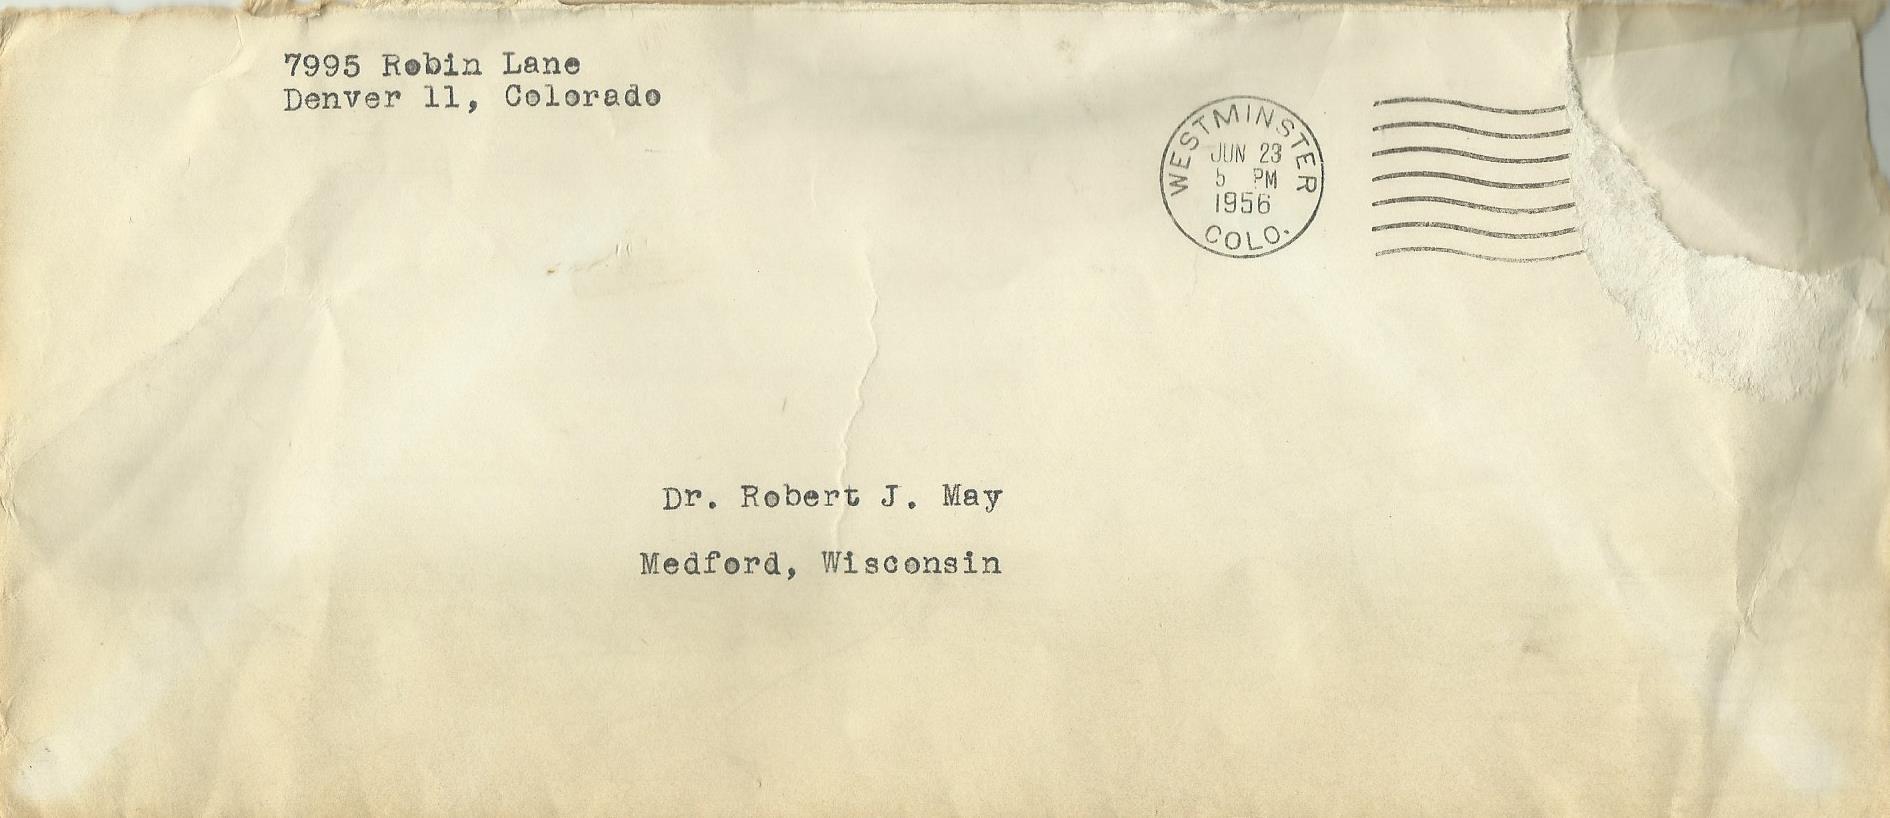 7995 Robin Lane
Denver 11, Colorado
WESTMINSTER
JUN 23
5 PM
1956
COLO.
Dr. Robert J. May
Medford, Wisconsin